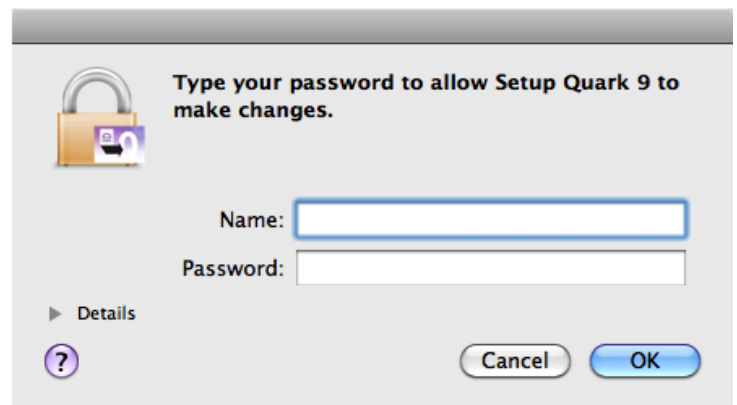 Type your password to allow Setup Quark 9 to
make changes.
Name:
Password:
Details
?
Cancel
OK